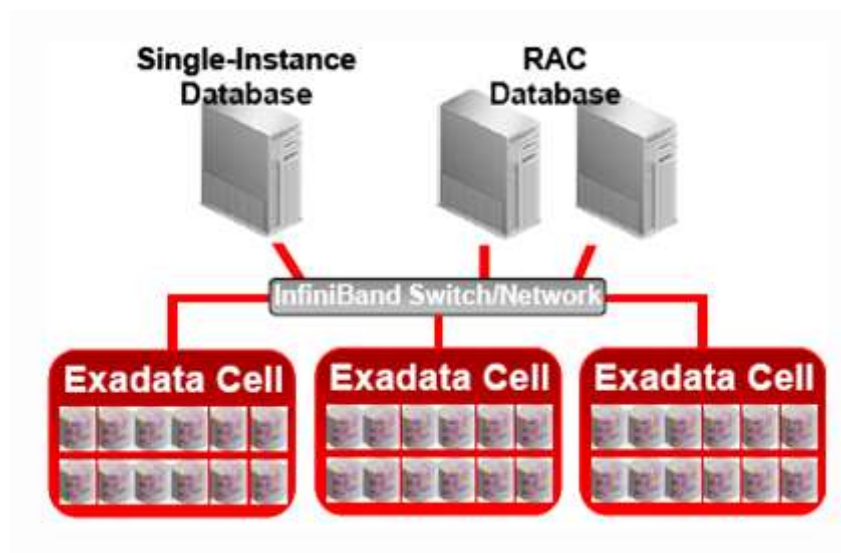 Single-Instance
Database
RAC
Database
InfiniBand Switch/Network
Exadata Cell
Exadata Cell
Exadata Cell